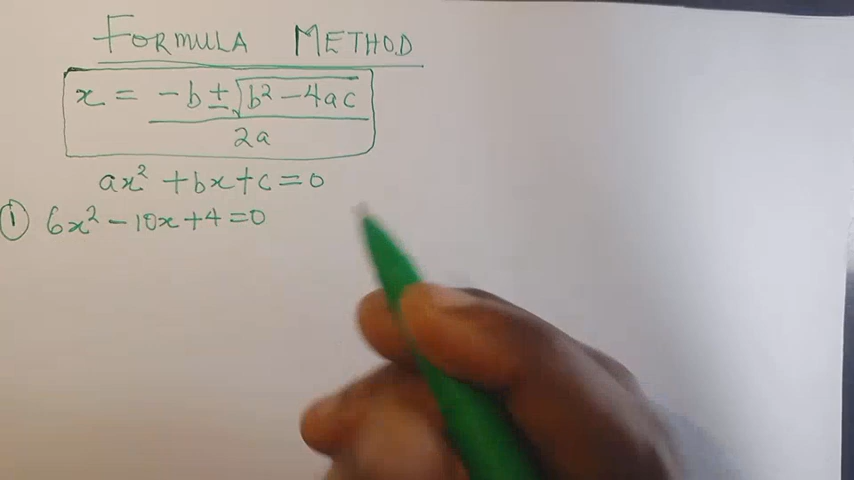 FORMULA METHOD
x = -b ± √b² - 4ac / 2a
ax² + bx + c = 0
① 6x² - 10x + 4 = 0